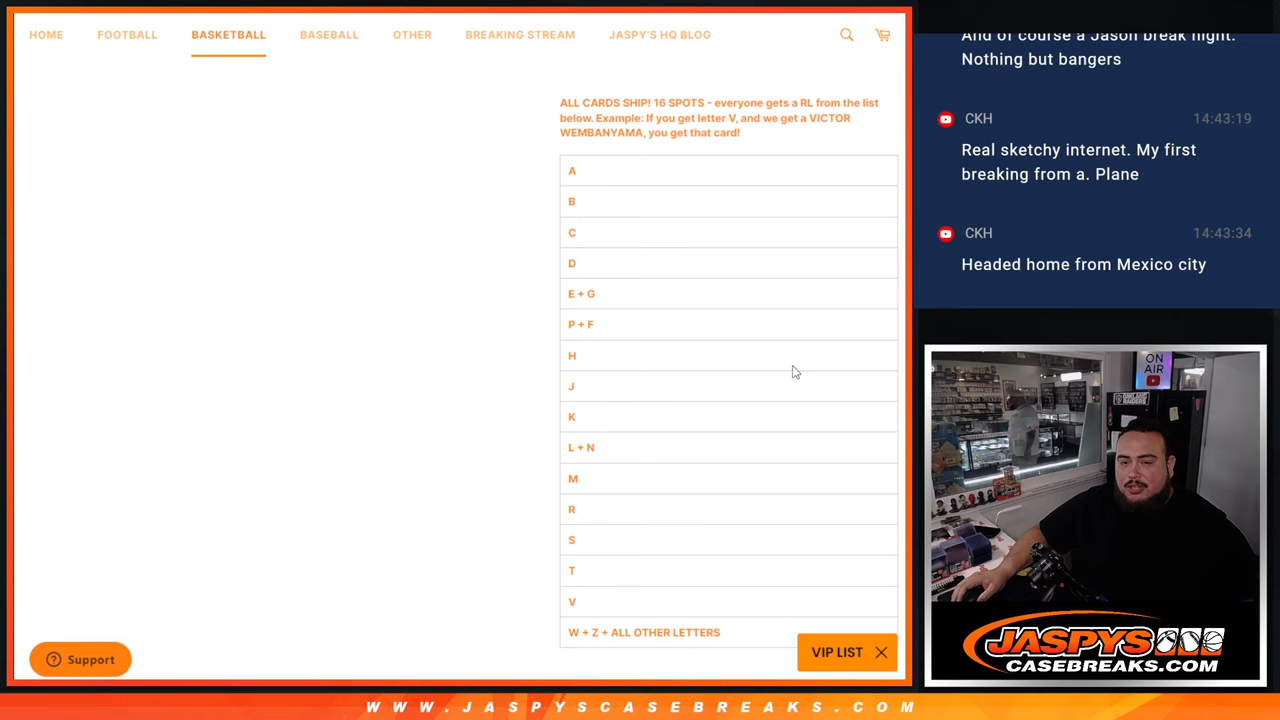 HOME FOOTBALL BASKETBALL BASEBALL OTHER BREAKING STREAM JASPY'S HQ BLOG
ALL CARDS SHIP! 16 SPOTS - everyone gets a RL from the list
below. Example: If you get letter V, and we get a VICTOR
WEMBANYAMA, you get that card!
A
B
C
D
E + G
P + F
H
J
K
L + N
M
R
S
T
V
W + Z + ALL OTHER LETTERS
Support
VIP LIST
And of course a Jason break night.
Nothing but bangers
CKH 14:43:19
Real sketchy internet. My first
breaking from a. Plane
CKH 14:43:34
Headed home from Mexico city
ON
AIR
JASPYS
CASEBREAKS.COM
WWW.JASPYSCASEBREAKS.COM